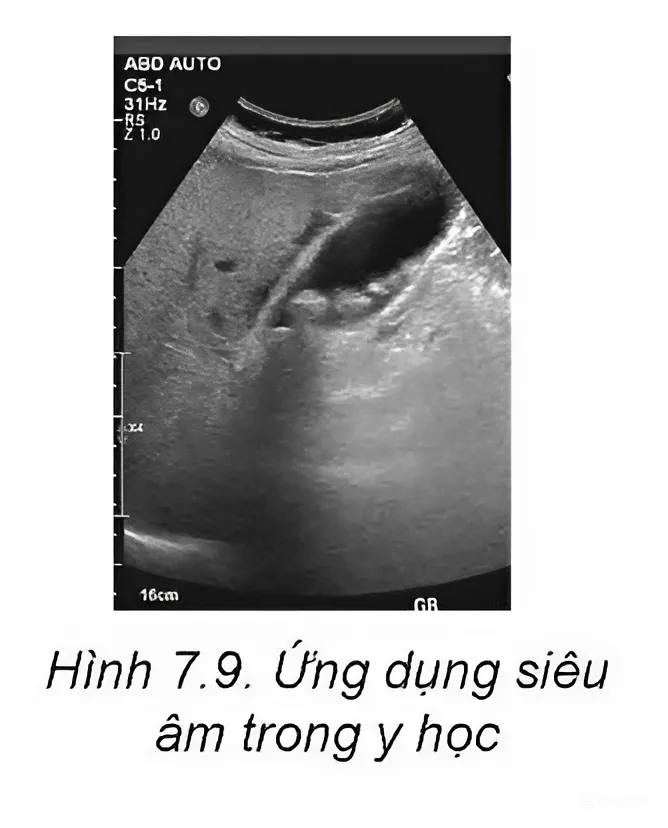 ABD AUTO
C5-1
31Hz
RS
Z 1.0
16cm
GB
Hình 7.9. Ứng dụng siêu
âm trong y học